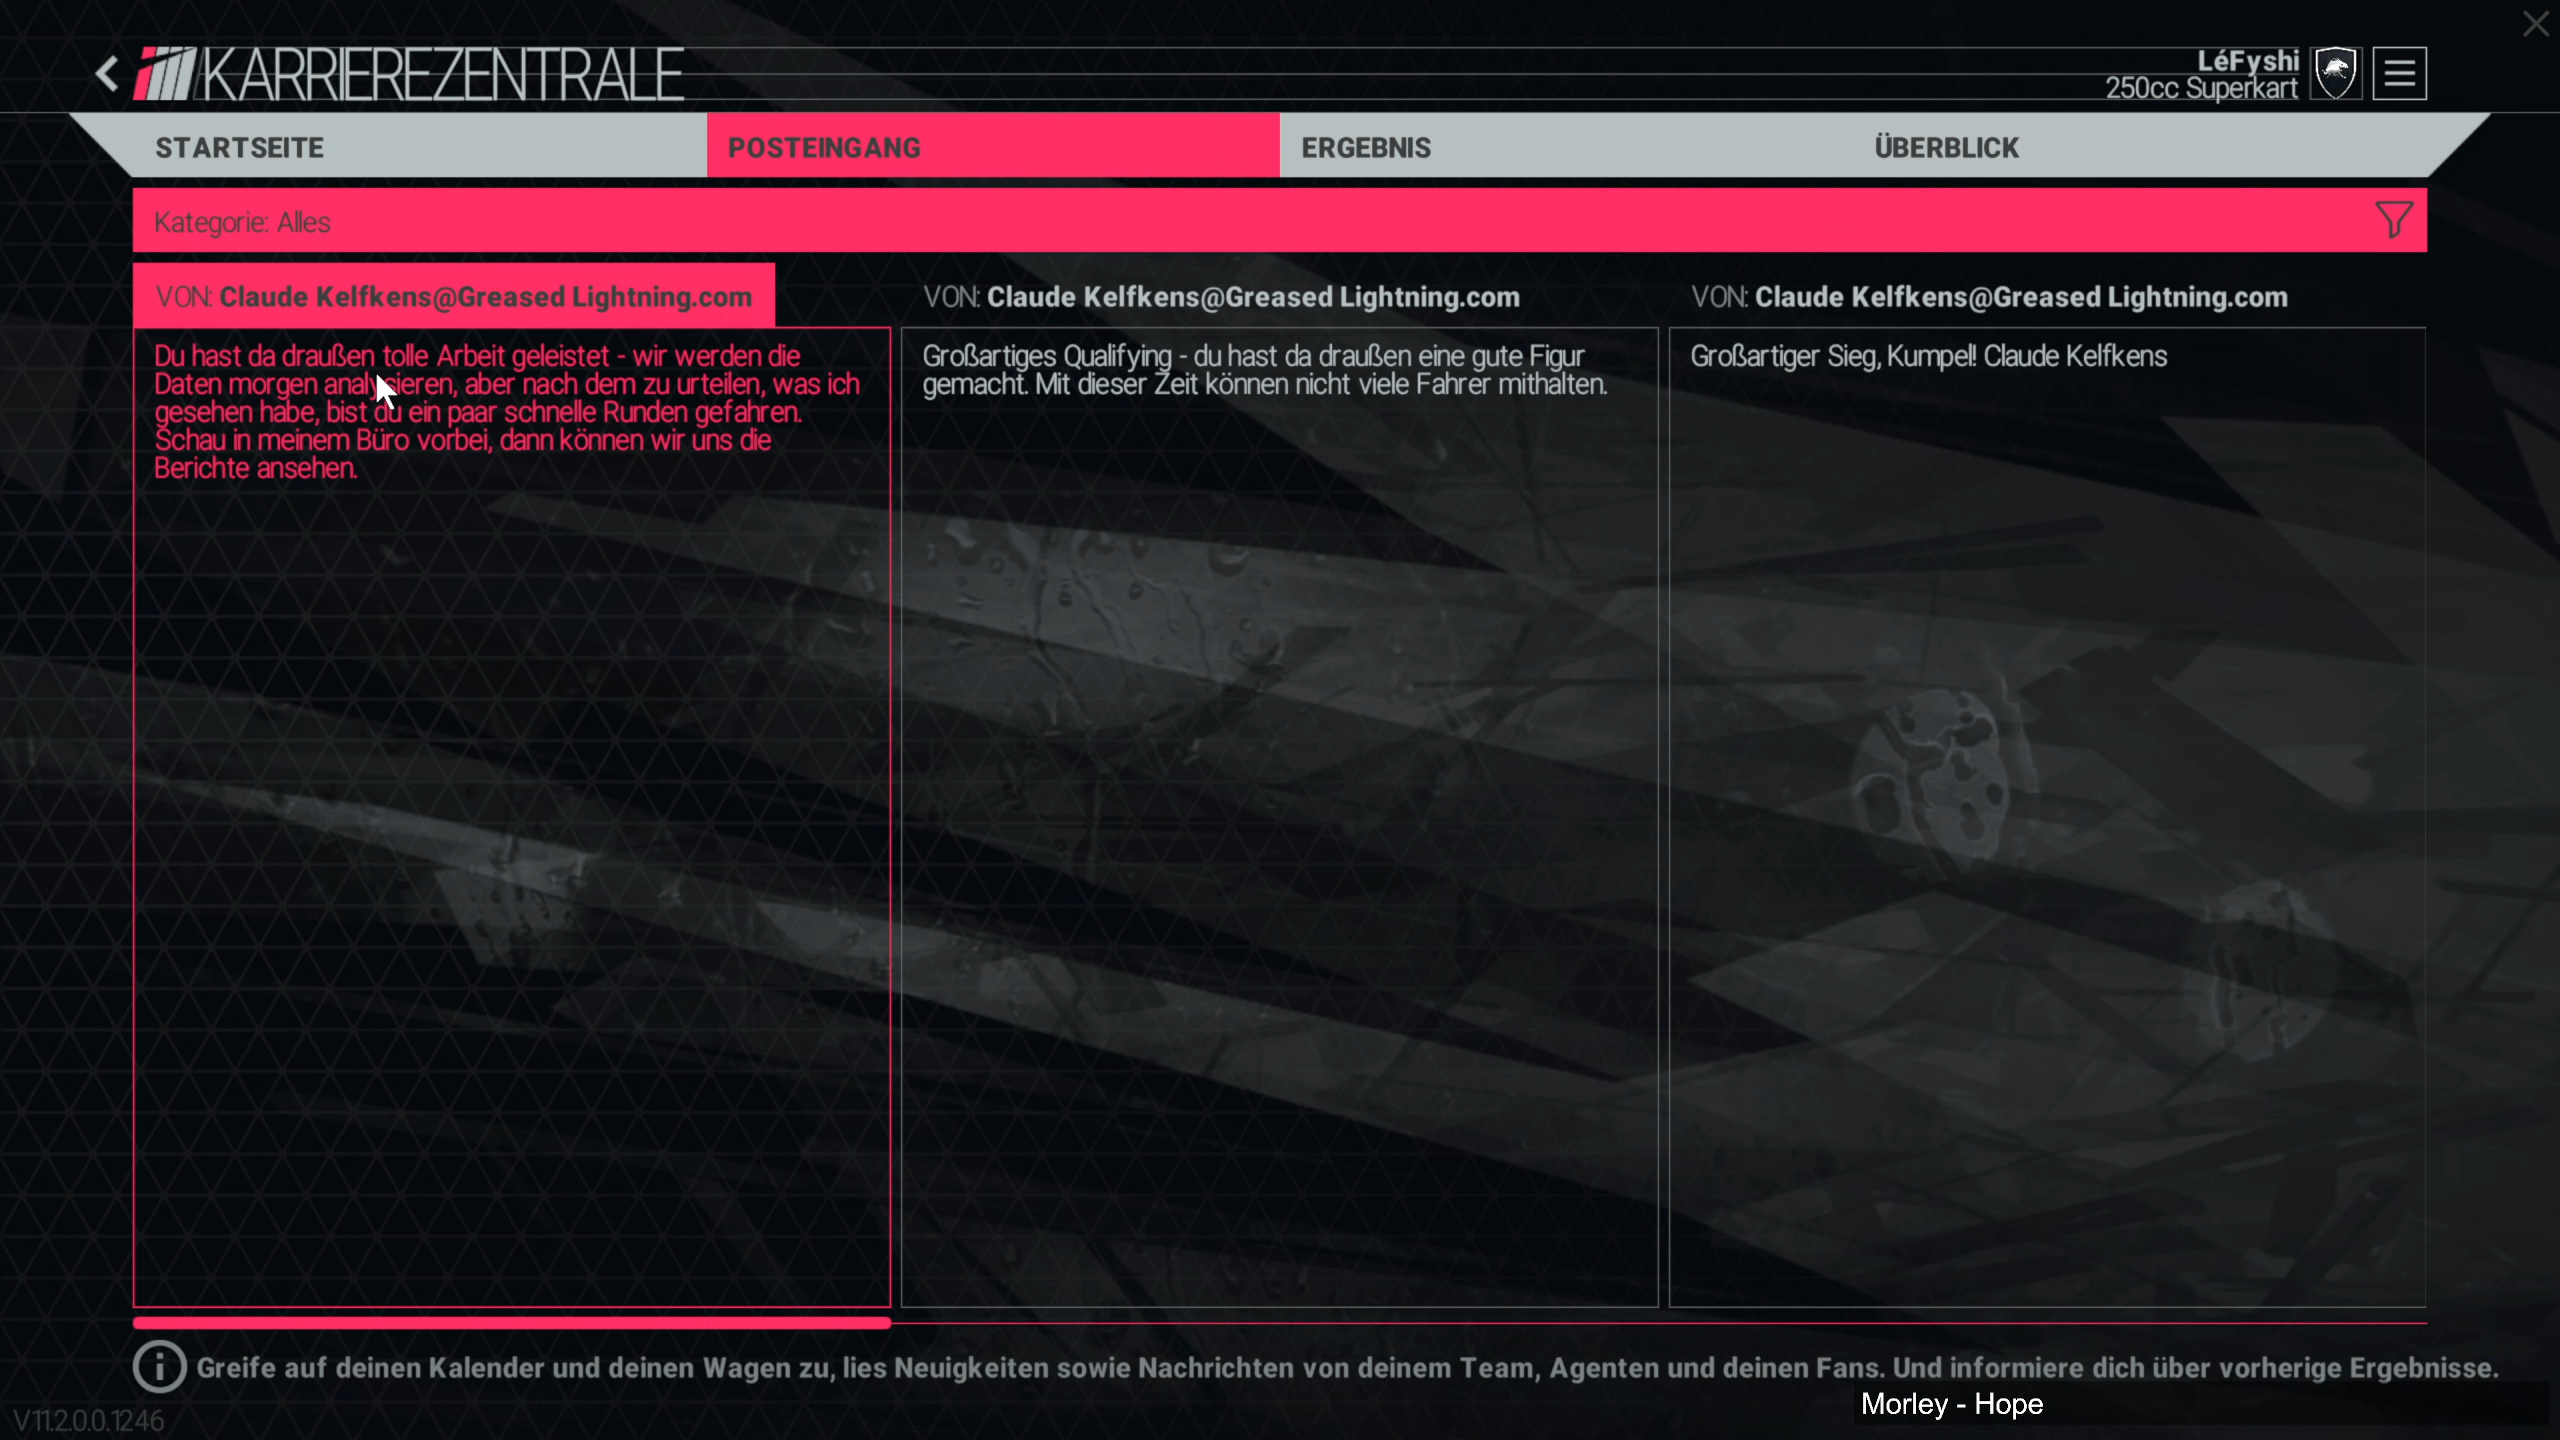 KARRIEREZENTRALE
LéFyshi
250cc Superkart
STARTSEITE
POSTEINGANG
ERGEBNIS
ÜBERBLICK
Kategorie: Alles
VON: Claude Kelfkens@Greased Lightning.com
Du hast da draußen tolle Arbeit geleistet - wir werden die
Daten morgen analysieren, aber nach dem zu urteilen, was ich
gesehen habe, bist du ein paar schnelle Runden gefahren.
Schau in meinem Büro vorbei, dann können wir uns die
Berichte ansehen.
VON: Claude Kelfkens@Greased Lightning.com
Großartiges Qualifying - du hast da draußen eine gute Figur
gemacht. Mit dieser Zeit können nicht viele Fahrer mithalten.
VON: Claude Kelfkens@Greased Lightning.com
Großartiger Sieg, Kumpel! Claude Kelfkens
Greife auf deinen Kalender und deinen Wagen zu, lies Neuigkeiten sowie Nachrichten von deinem Team, Agenten und deinen Fans. Und informiere dich über vorherige Ergebnisse.
Morley - Hope
V11.2.0.0.1246